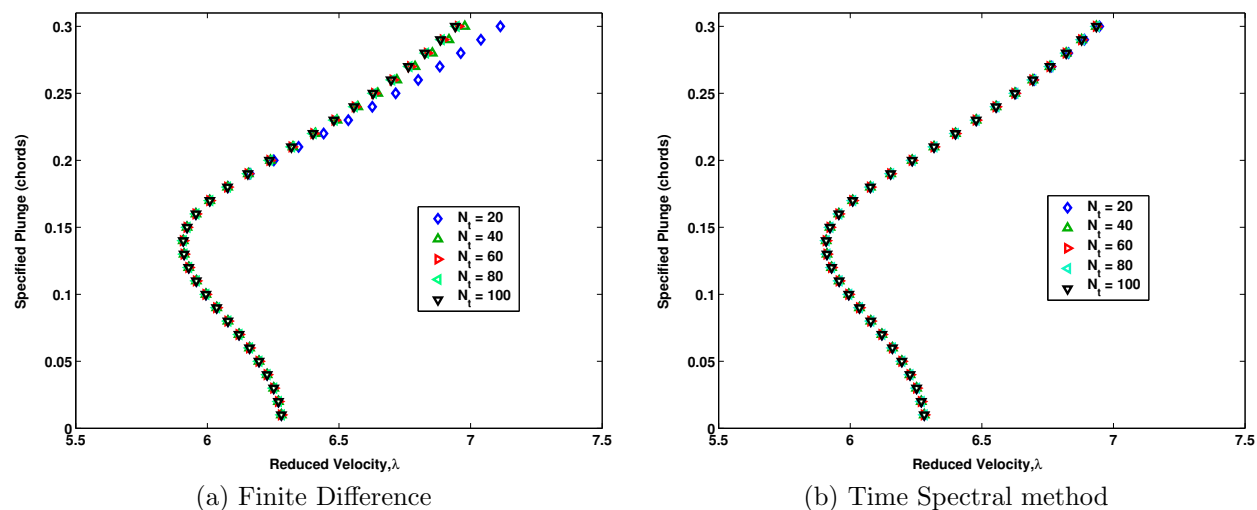 0.3
0.25
0.2
0.15
0.1
0.05
0
Specified Plunge (chords)
5.5 6 6.5 7 7.5
Reduced Velocity,λ
N_t = 20
N_t = 40
N_t = 60
N_t = 80
N_t = 100
(a) Finite Difference
0.3
0.25
0.2
0.15
0.1
0.05
0
Specified Plunge (chords)
5.5 6 6.5 7 7.5
Reduced Velocity,λ
N_t = 20
N_t = 40
N_t = 60
N_t = 80
N_t = 100
(b) Time Spectral method